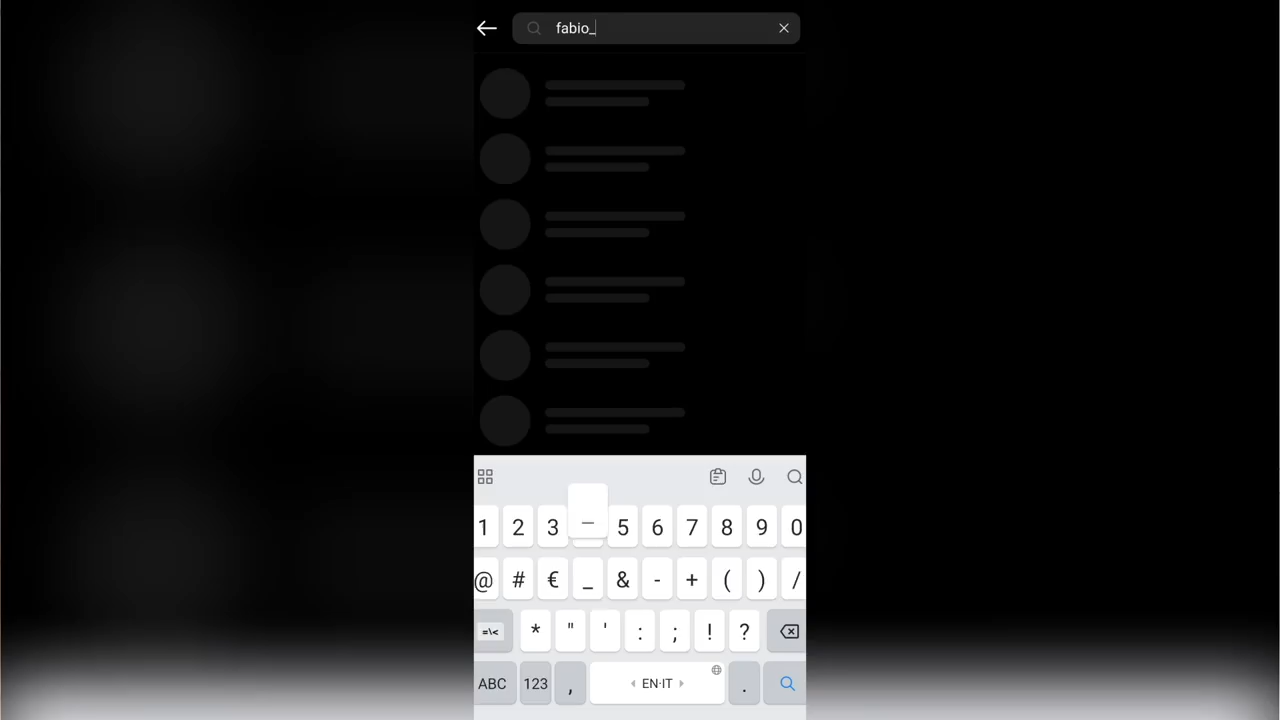 fabio_
_
1 2 3 5 6 7 8 9 0
@ # € _ & - + ( ) /
=\< * " ' : ; ! ?
ABC 123 , EN·IT .